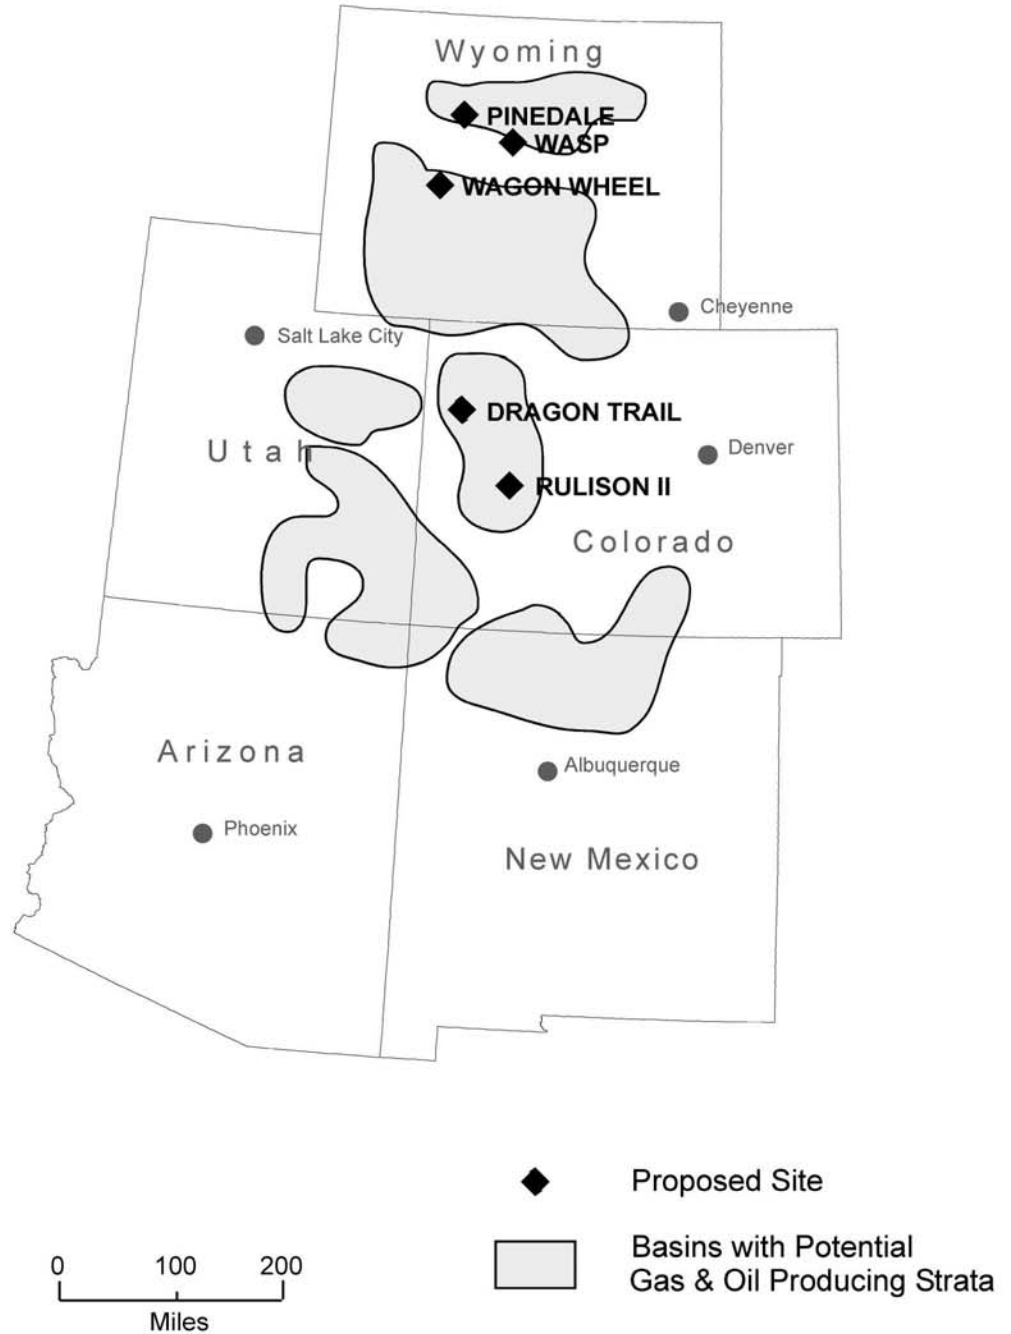 Wyoming
PINEDALE
WASP
WAGON WHEEL
Cheyenne
Salt Lake City
DRAGON TRAIL
Utah
Denver
RULISON II
Colorado
Arizona
Albuquerque
Phoenix
New Mexico
Proposed Site
Basins with Potential
Gas & Oil Producing Strata
0 100 200
Miles